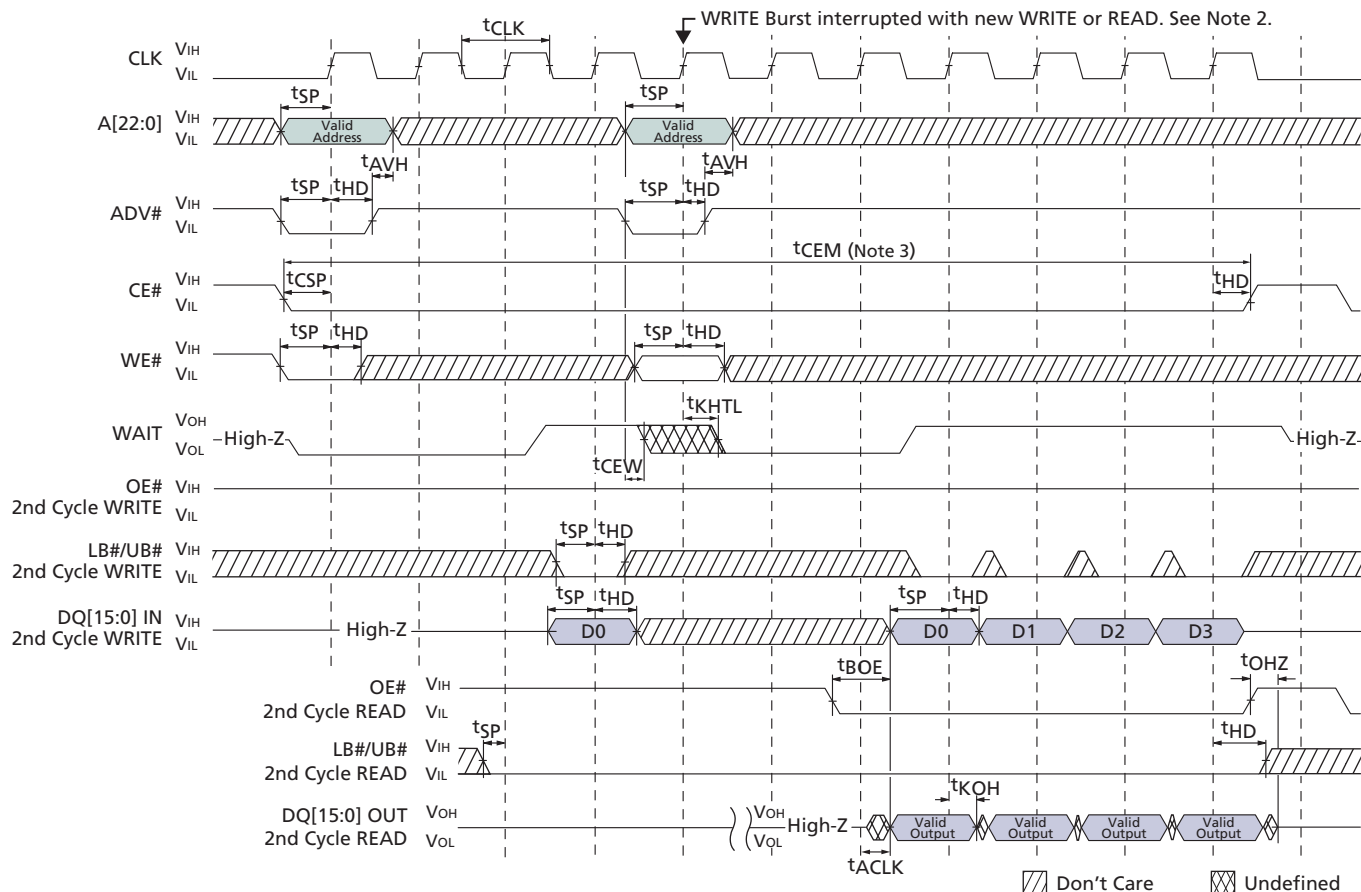 WRITE Burst interrupted with new WRITE or READ. See Note 2.
tCLK
CLK VIH
VIL
tSP tSP
A[22:0] VIH
VIL
Valid Address Valid Address
tAVH tAVH
tSP tHD tSP tHD
ADV# VIH
VIL
tCEM (Note 3)
CE# VIH
VIL
tCSP tHD
tSP tHD tSP tHD
WE# VIH
VIL
tKHTL
WAIT VOH
VOL
High-Z High-Z
tCEW
OE# VIH
2nd Cycle WRITE VIL
tSP tHD
LB#/UB# VIH
2nd Cycle WRITE VIL
tSP tHD tSP tHD
DQ[15:0] IN VIH
2nd Cycle WRITE VIL
High-Z D0 D0 D1 D2 D3
tBOE tOHZ
OE# VIH
2nd Cycle READ VIL
tSP tHD
LB#/UB# VIH
2nd Cycle READ VIL
tKOH
DQ[15:0] OUT VOH VOH
2nd Cycle READ VOL VOL
High-Z Valid Output Valid Output Valid Output Valid Output
tACLK
Don't Care Undefined